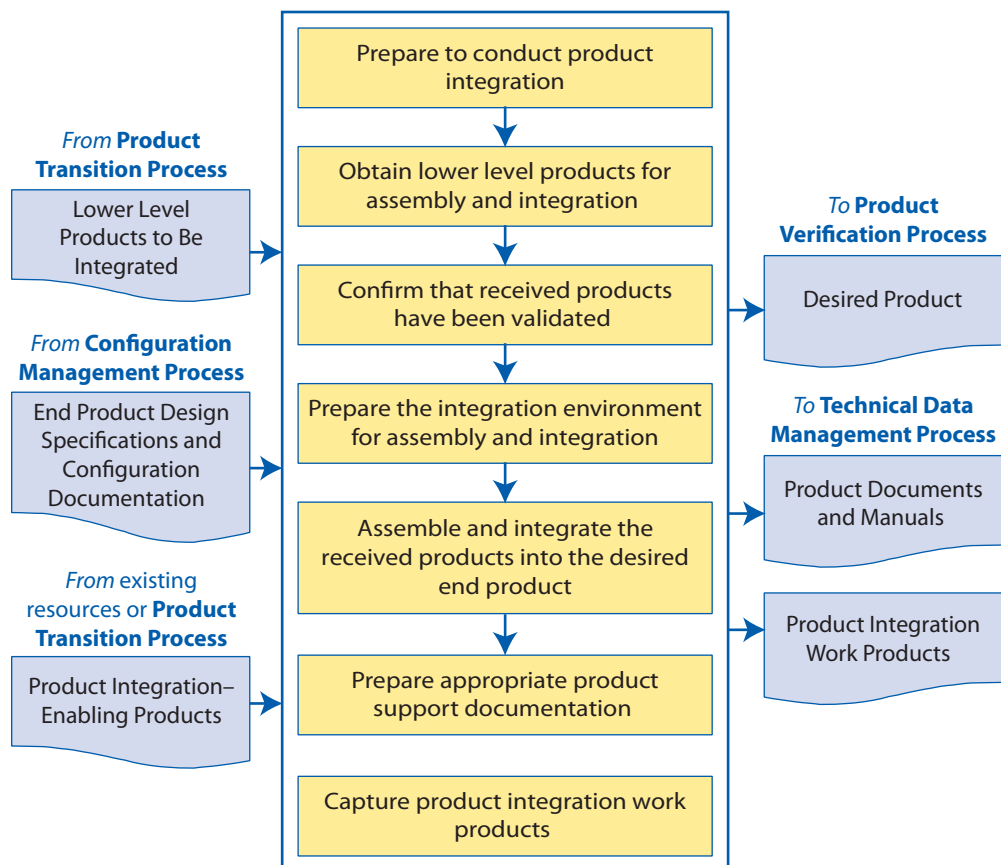 From Product
Transition Process
Lower Level
Products to Be
Integrated
From Configuration
Management Process
End Product Design
Specifications and
Configuration
Documentation
From existing
resources or Product
Transition Process
Product Integration–
Enabling Products
Prepare to conduct product
integration
Obtain lower level products for
assembly and integration
Confirm that received products
have been validated
Prepare the integration environment
for assembly and integration
Assemble and integrate the
received products into the desired
end product
Prepare appropriate product
support documentation
Capture product integration work
products
To Product
Verification Process
Desired Product
To Technical Data
Management Process
Product Documents
and Manuals
Product Integration
Work Products